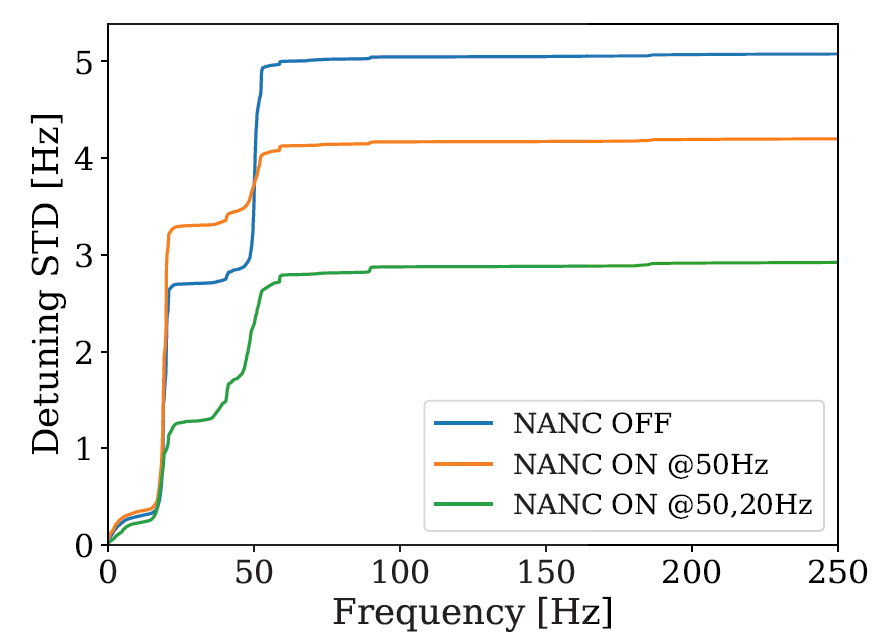 Detuning STD [Hz]
5
4
3
2
1
0
NANC OFF
NANC ON @50Hz
NANC ON @50,20Hz
0 50 100 150 200 250
Frequency [Hz]